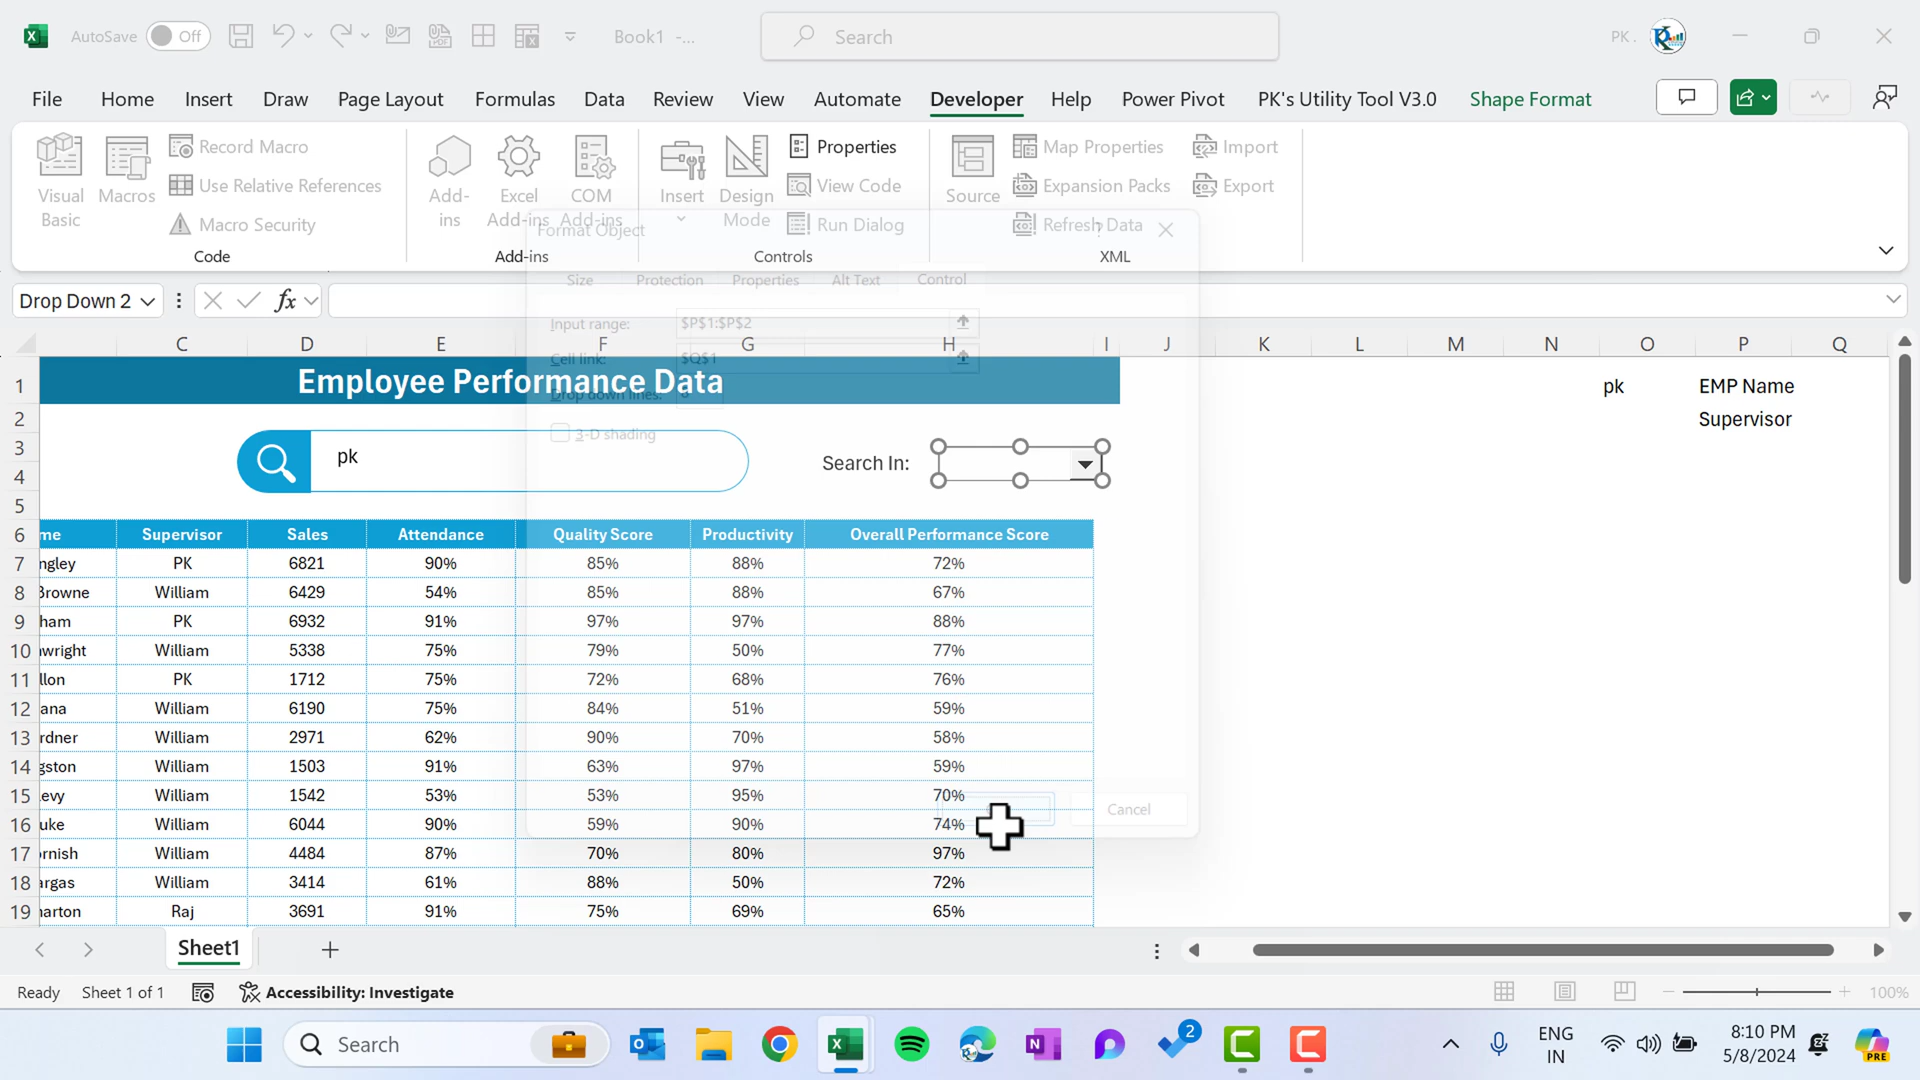 AutoSave Off Book1 -... Search PK .
File Home Insert Draw Page Layout Formulas Data Review View Automate Developer Help Power Pivot PK's Utility Tool V3.0 Shape Format
Visual Basic
Macros
Record Macro
Use Relative References
Macro Security
Code
Add-ins
Excel Add-ins
COM Add-ins
Add-ins
Insert
Design Mode
Properties
View Code
Run Dialog
Controls
Source
Map Properties
Expansion Packs
Refresh Data
Import
Export
XML
Format Object ?
Size Protection Properties Alt Text Control
Input range: $P$1:$P$2
Cell link: $Q$1
Drop down lines: 8
3-D shading
Cancel
Drop Down 2 fx
C D E F G H I J K L M N O P Q
1 Employee Performance Data pk EMP Name
2 Supervisor
3 pk Search In:
4
5
6 me Supervisor Sales Attendance Quality Score Productivity Overall Performance Score
7 ngley PK 6821 90% 85% 88% 72%
8 Browne William 6429 54% 85% 88% 67%
9 ham PK 6932 91% 97% 97% 88%
10 wright William 5338 75% 79% 50% 77%
11 llon PK 1712 75% 72% 68% 76%
12 ana William 6190 75% 84% 51% 59%
13 rdner William 2971 62% 90% 70% 58%
14 gston William 1503 91% 63% 97% 59%
15 evy William 1542 53% 53% 95% 70%
16 uke William 6044 90% 59% 90% 74%
17 rnish William 4484 87% 70% 80% 97%
18 argas William 3414 61% 88% 50% 72%
19 harton Raj 3691 91% 75% 69% 65%
Sheet1
Ready Sheet 1 of 1 Accessibility: Investigate 100%
Search 2 ENG IN 8:10 PM 5/8/2024 PRE